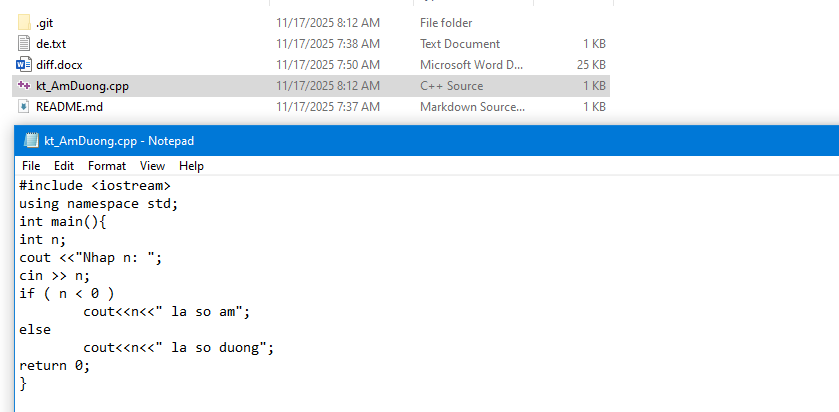 .git 11/17/2025 8:12 AM File folder
de.txt 11/17/2025 7:38 AM Text Document 1 KB
diff.docx 11/17/2025 7:50 AM Microsoft Word D... 25 KB
kt_AmDuong.cpp 11/17/2025 8:12 AM C++ Source 1 KB
README.md 11/17/2025 7:37 AM Markdown Source... 1 KB
kt_AmDuong.cpp - Notepad
File Edit Format View Help
#include <iostream>
using namespace std;
int main(){
int n;
cout <<"Nhap n: ";
cin >> n;
if ( n < 0 )
        cout<<n<<" la so am";
else
        cout<<n<<" la so duong";
return 0;
}